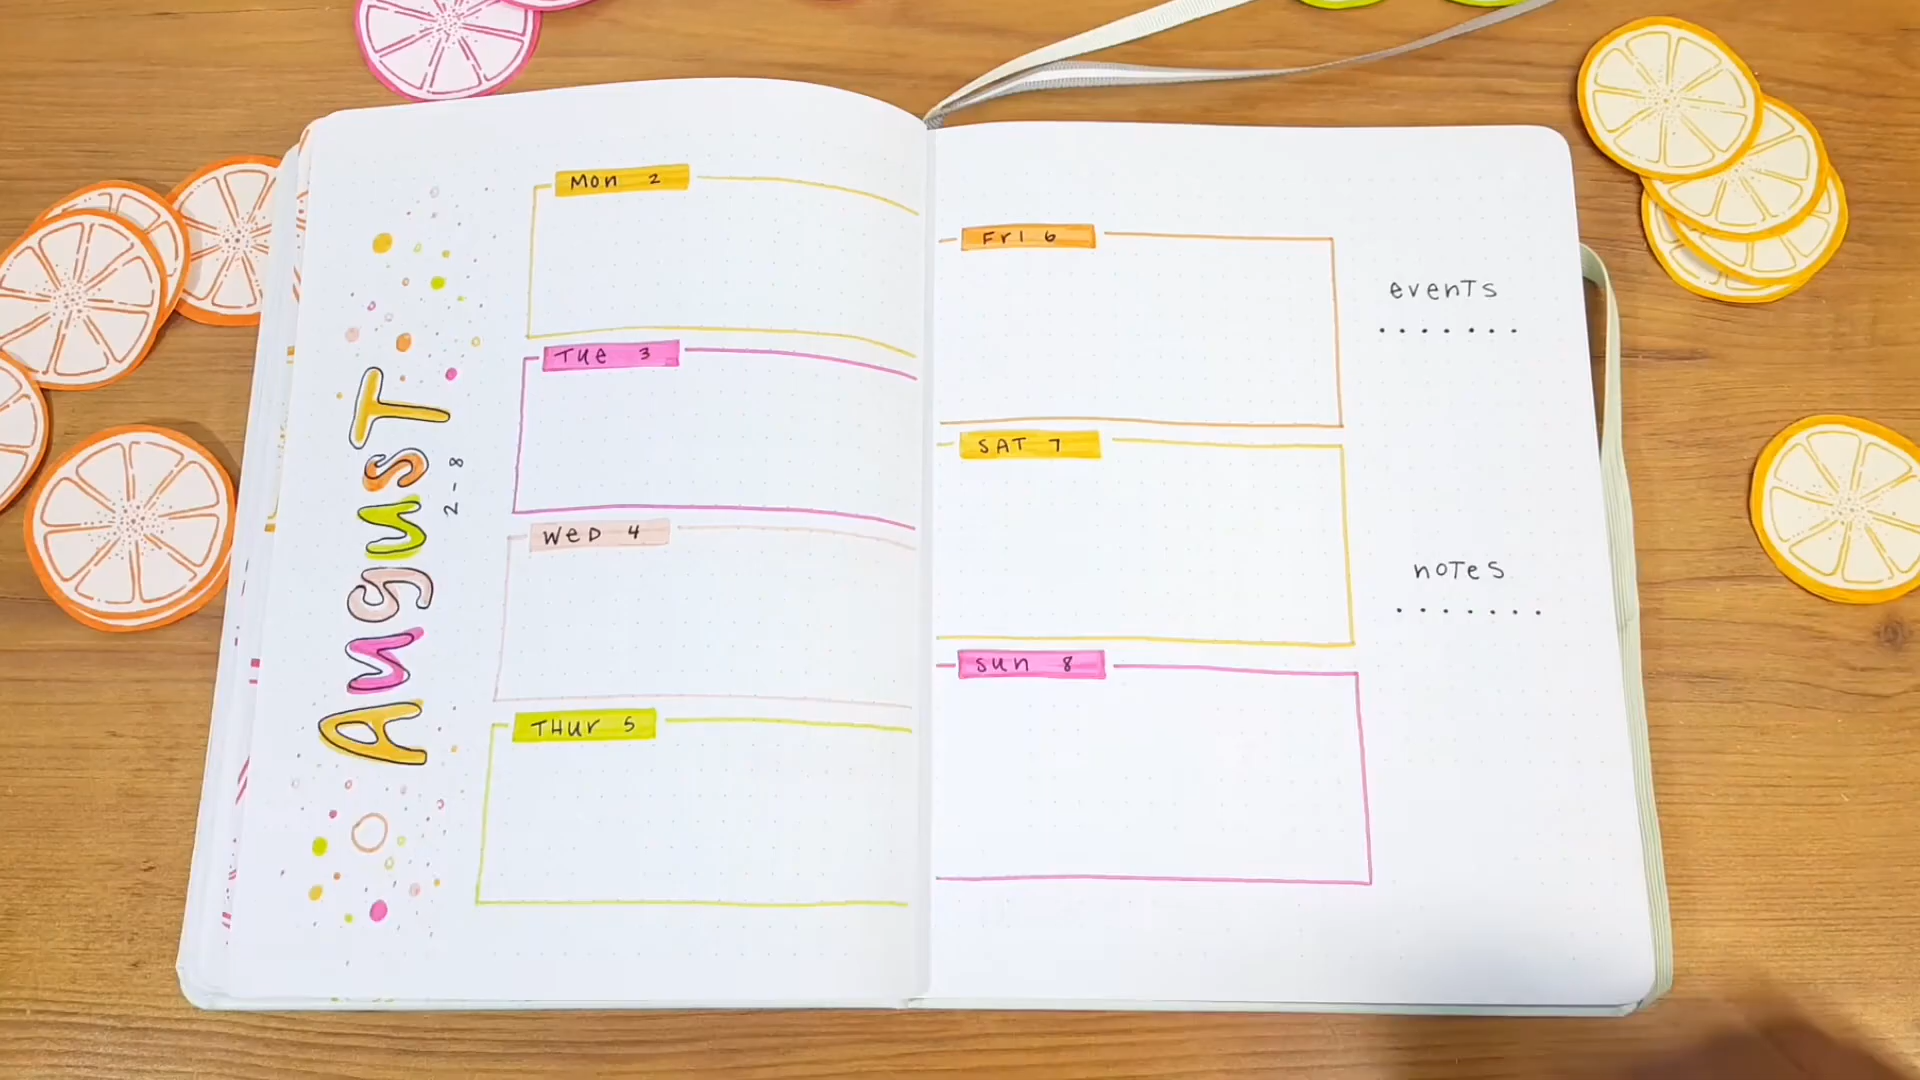 AuguST
2-8
Mon 2
Tue 3
Wed 4
THur 5
Fri 6
SAT 7
Sun 8
evenTs
noTes